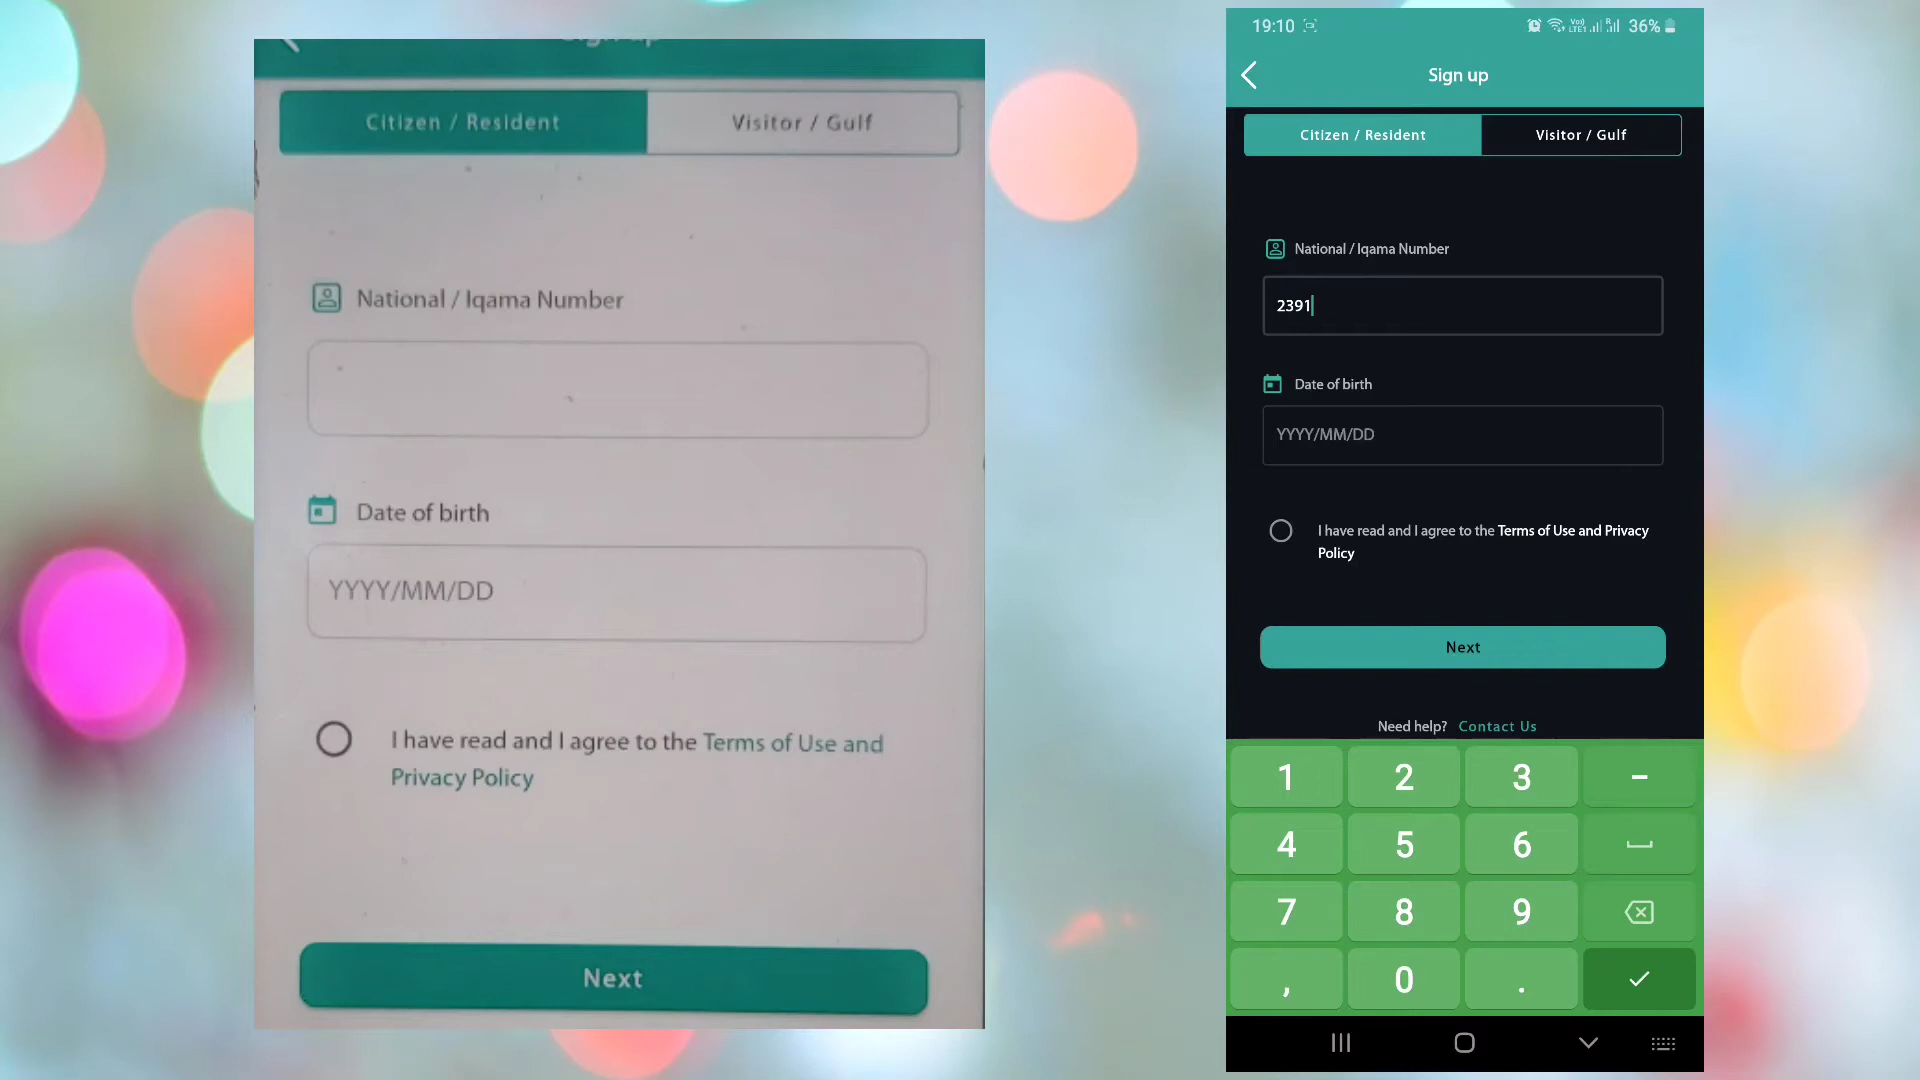 Sign up
Citizen / Resident
Visitor / Gulf
National / Iqama Number
Date of birth
YYYY/MM/DD
I have read and I agree to the Terms of Use and
Privacy Policy
Next
19:10
36%
Sign up
Citizen / Resident
Visitor / Gulf
National / Iqama Number
2391
Date of birth
YYYY/MM/DD
I have read and I agree to the Terms of Use and Privacy
Policy
Next
Need help? Contact Us
1 2 3 -
4 5 6
7 8 9
, 0 .